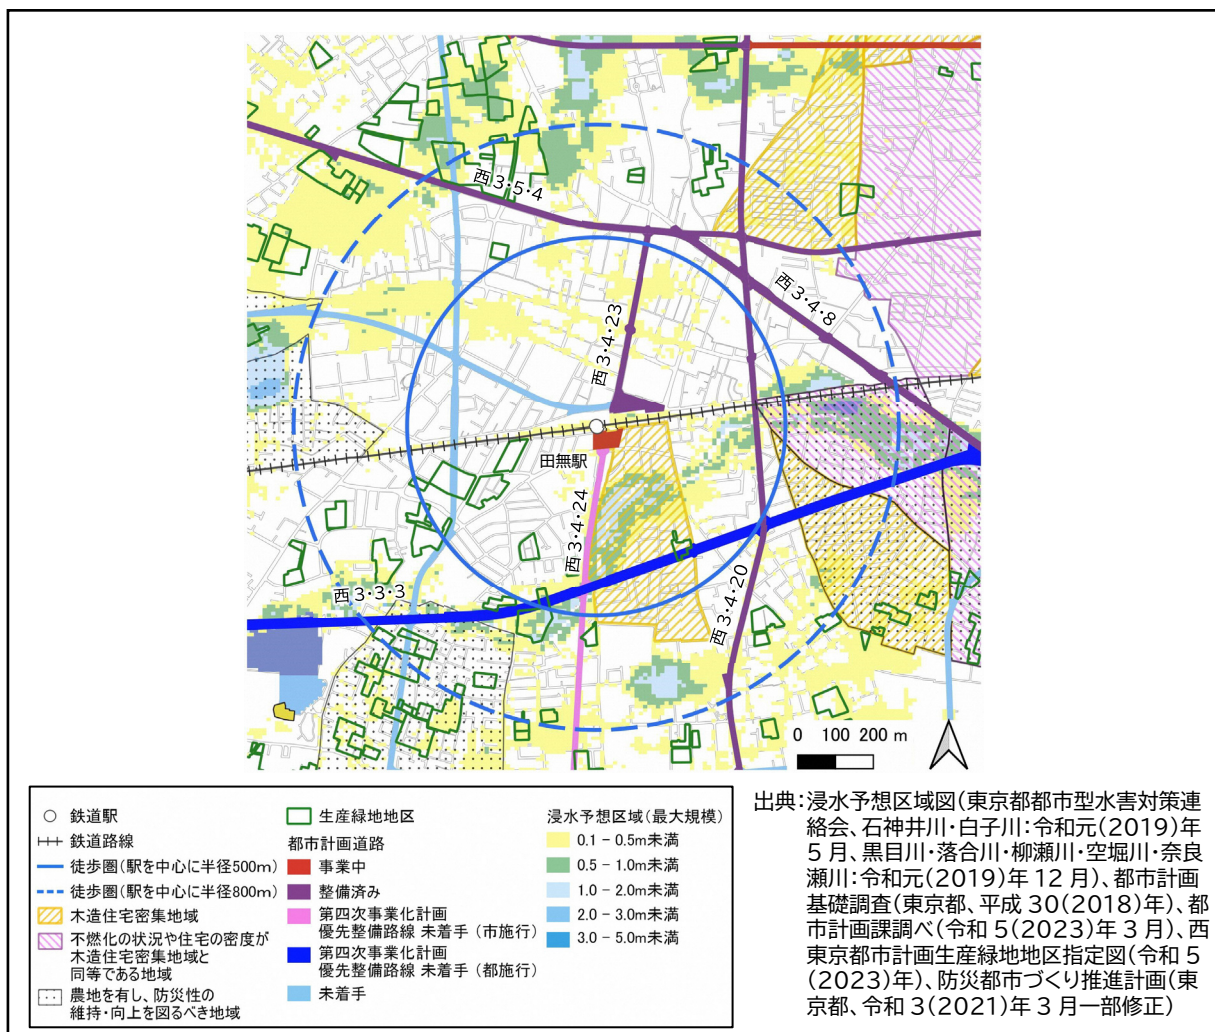 西3・5・4
西3・4・8
西3・4・23
田無駅
西3・4・24
西3・3・3
西3・4・20
0 100 200 m
鉄道駅
鉄道路線
徒歩圏(駅を中心に半径500m)
徒歩圏(駅を中心に半径800m)
木造住宅密集地域
不燃化の状況や住宅の密度が
木造住宅密集地域と
同等である地域
農地を有し、防災性の
維持・向上を図るべき地域
生産緑地地区
都市計画道路
事業中
整備済み
第四次事業化計画
優先整備路線 未着手 (市施行)
第四次事業化計画
優先整備路線 未着手 (都施行)
未着手
浸水予想区域(最大規模)
0.1 - 0.5m未満
0.5 - 1.0m未満
1.0 - 2.0m未満
2.0 - 3.0m未満
3.0 - 5.0m未満
出典:浸水予想区域図(東京都都市型水害対策連
絡会、石神井川・白子川:令和元(2019)年
5月、黒目川・落合川・柳瀬川・空堀川・奈良
瀬川:令和元(2019)年12月)、都市計画
基礎調査(東京都、平成30(2018)年)、都
市計画課調べ(令和5(2023)年3月)、西
東京都市計画生産緑地地区指定図(令和5
(2023)年)、防災都市づくり推進計画(東
京都、令和3(2021)年3月一部修正)